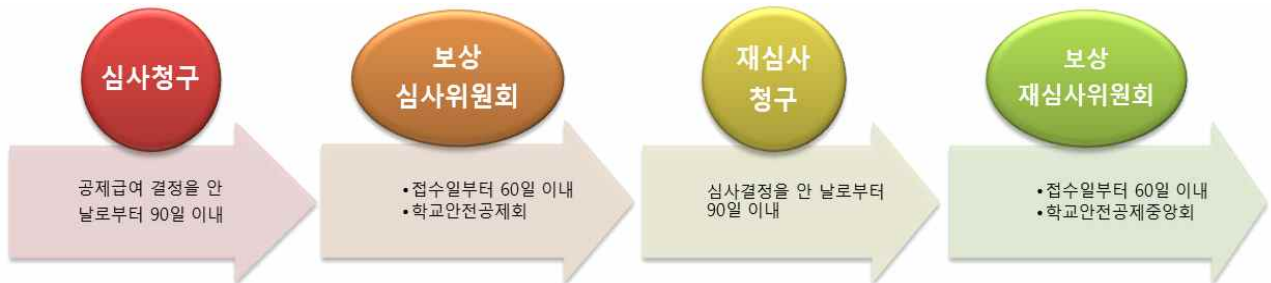 심사청구
공제급여 결정을 안
날로부터 90일 이내
보상
심사위원회
•접수일부터 60일 이내
•학교안전공제회
재심사
청구
심사결정을 안 날로부터
90일 이내
보상
재심사위원회
•접수일부터 60일 이내
•학교안전공제중앙회